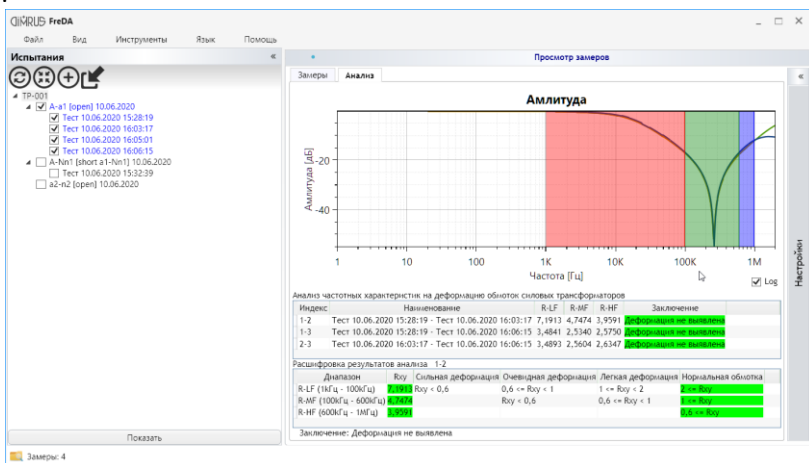 DIMRUS FreDA
Файл Вид Инструменты Язык Помощь
Испытания
TP-001
A-a1 [open] 10.06.2020
Тест 10.06.2020 15:28:19
Тест 10.06.2020 16:03:17
Тест 10.06.2020 16:05:01
Тест 10.06.2020 16:06:15
A-Nn1 [short a1-Nn1] 10.06.2020
Тест 10.06.2020 15:32:39
a2-n2 [open] 10.06.2020
Показать
Замеры: 4
Просмотр замеров
Замеры Анализ
Амлитуда
Амлитуда [дБ]
-20
-40
1 10 100 1K 10K 100K 1M
Частота [Гц]
Log
Настройки
Анализ частотных характеристик на деформацию обмоток силовых трансформаторов
Индекс Наименование R-LF R-MF R-HF Заключение
1-2 Тест 10.06.2020 15:28:19 - Тест 10.06.2020 16:03:17 7,1913 4,7474 3,9591 Деформация не выявлена
1-3 Тест 10.06.2020 15:28:19 - Тест 10.06.2020 16:06:15 3,4841 2,5340 2,5750 Деформация не выявлена
2-3 Тест 10.06.2020 16:03:17 - Тест 10.06.2020 16:06:15 3,4893 2,5604 2,6347 Деформация не выявлена
Расшифровка результатов анализа 1-2
Диапазон Rxy Сильная деформация Очевидная деформация Легкая деформация Нормальная обмотка
R-LF (1кГц - 100кГц) 7,1913 Rxy < 0,6 0,6 <= Rxy < 1 1 <= Rxy < 2 2 <= Rxy
R-MF (100кГц - 600кГц) 4,7474 Rxy < 0,6 0,6 <= Rxy < 1 1 <= Rxy
R-HF (600кГц - 1МГц) 3,9591 0,6 <= Rxy
Заключение: Деформация не выявлена